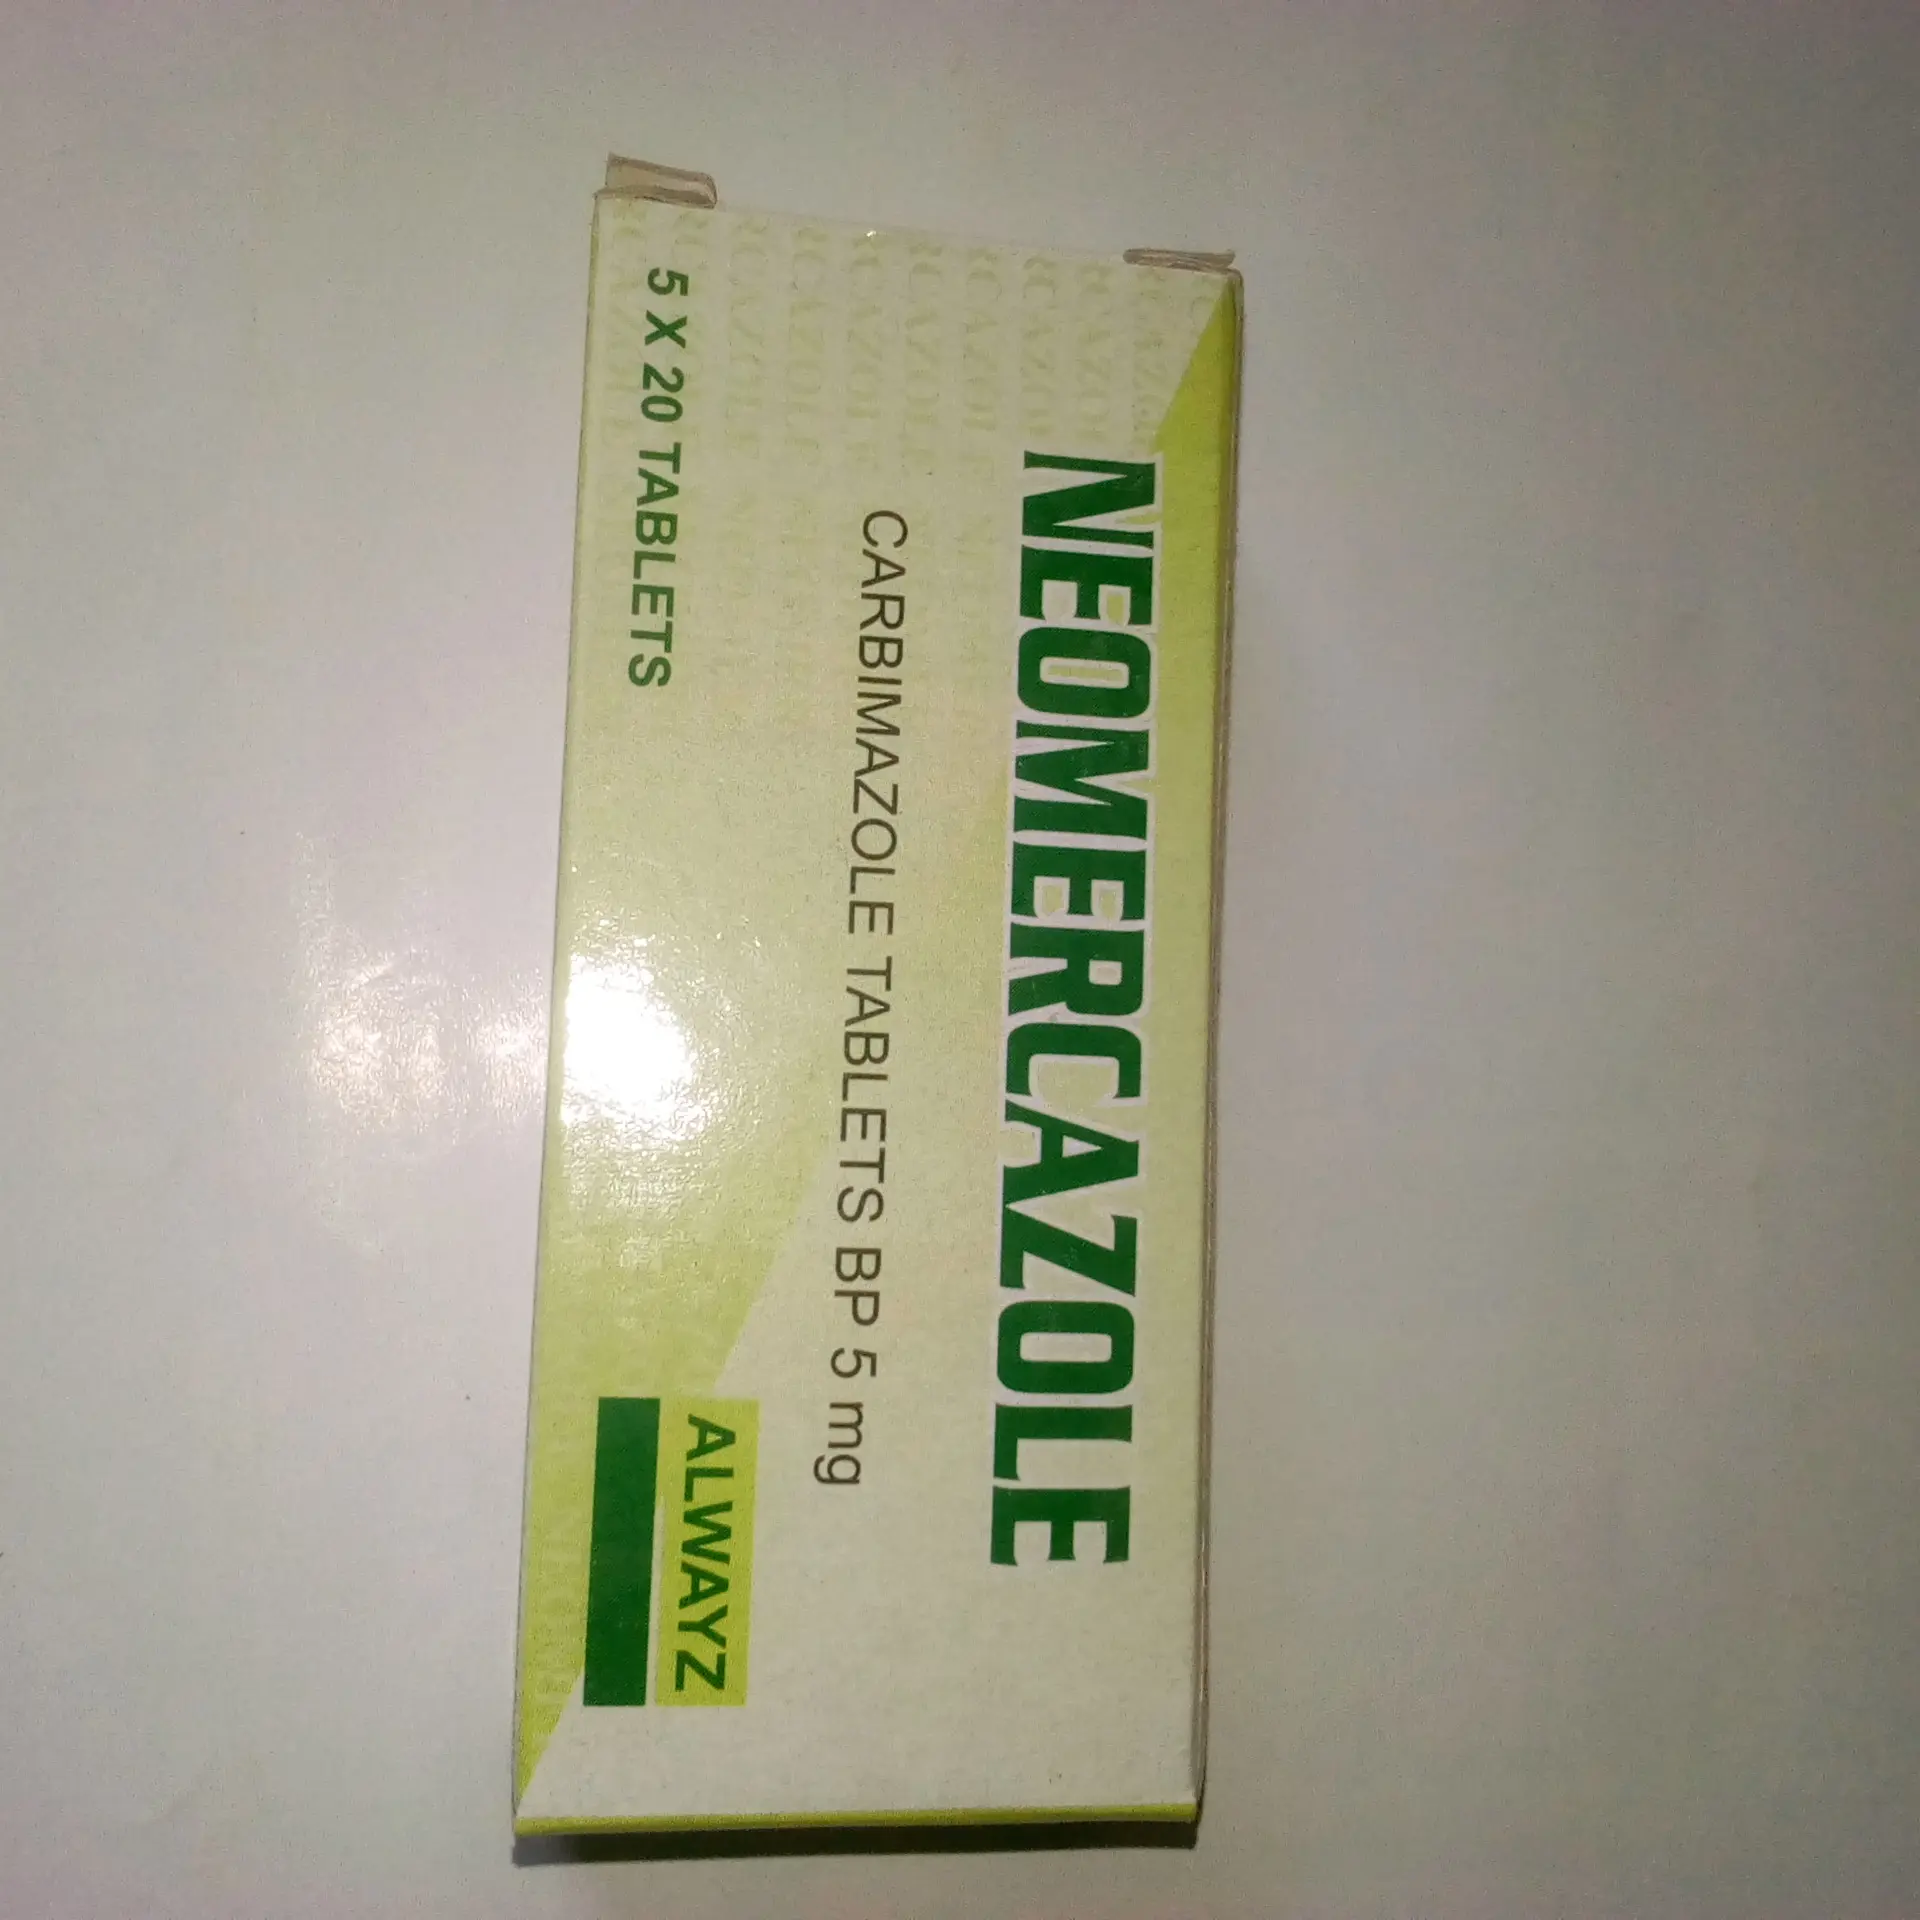 NEOMERCAZOLE
CARBIMAZOLE TABLETS BP 5 mg
5 X 20 TABLETS
ALWAYZ